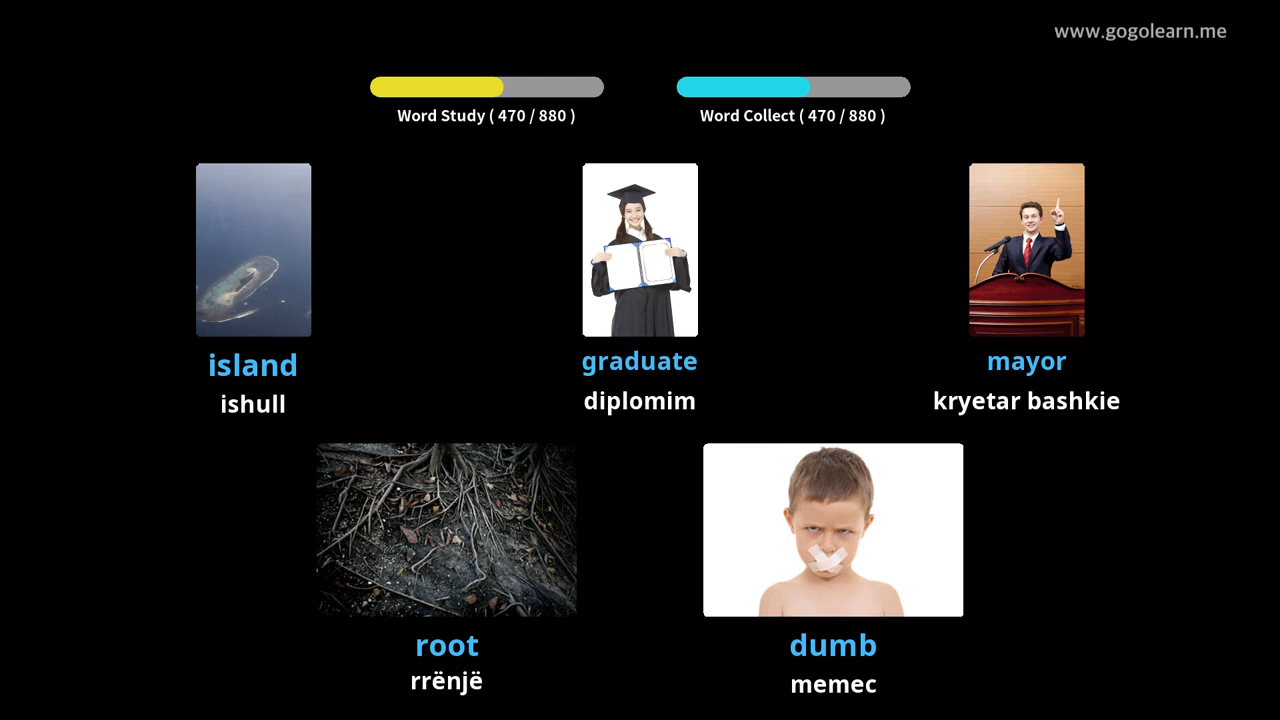 www.gogolearn.me
Word Study ( 470 / 880 )
Word Collect ( 470 / 880 )
island
ishull
graduate
diplomim
mayor
kryetar bashkie
root
rrënjë
dumb
memec